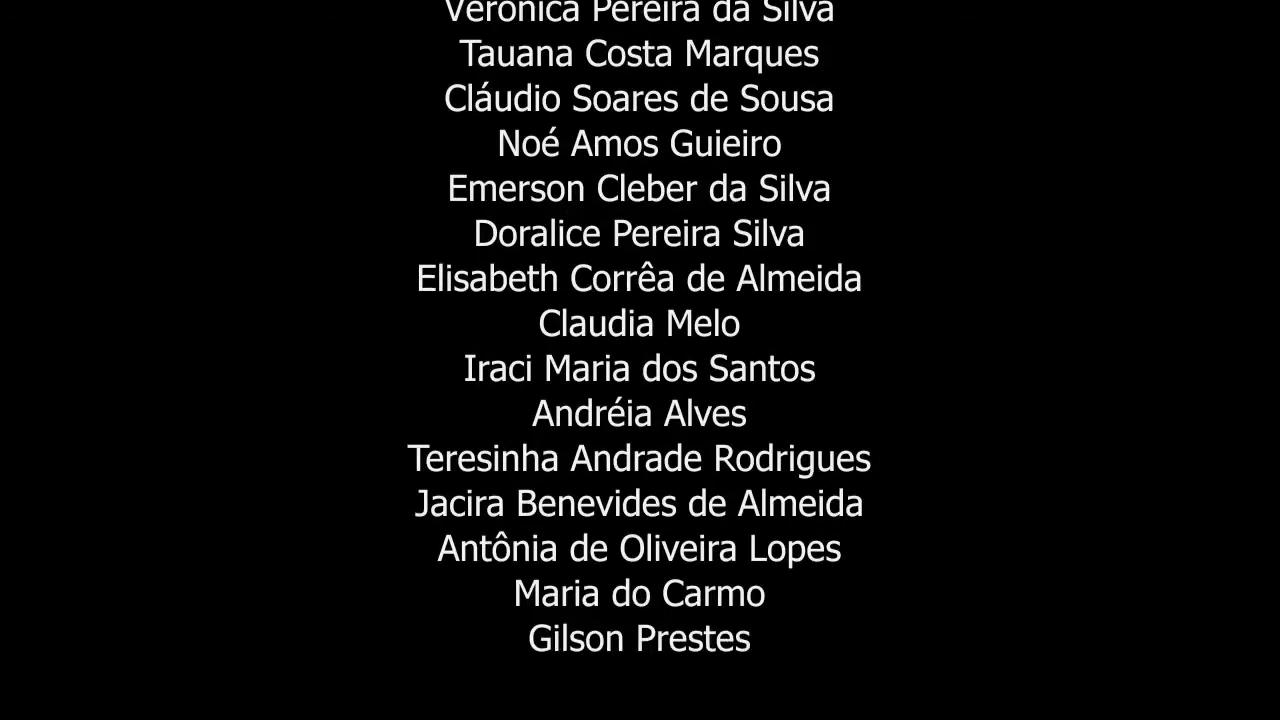 Verônica Pereira da Silva
Tauana Costa Marques
Cláudio Soares de Sousa
Noé Amos Guieiro
Emerson Cleber da Silva
Doralice Pereira Silva
Elisabeth Corrêa de Almeida
Claudia Melo
Iraci Maria dos Santos
Andréia Alves
Teresinha Andrade Rodrigues
Jacira Benevides de Almeida
Antônia de Oliveira Lopes
Maria do Carmo
Gilson Prestes